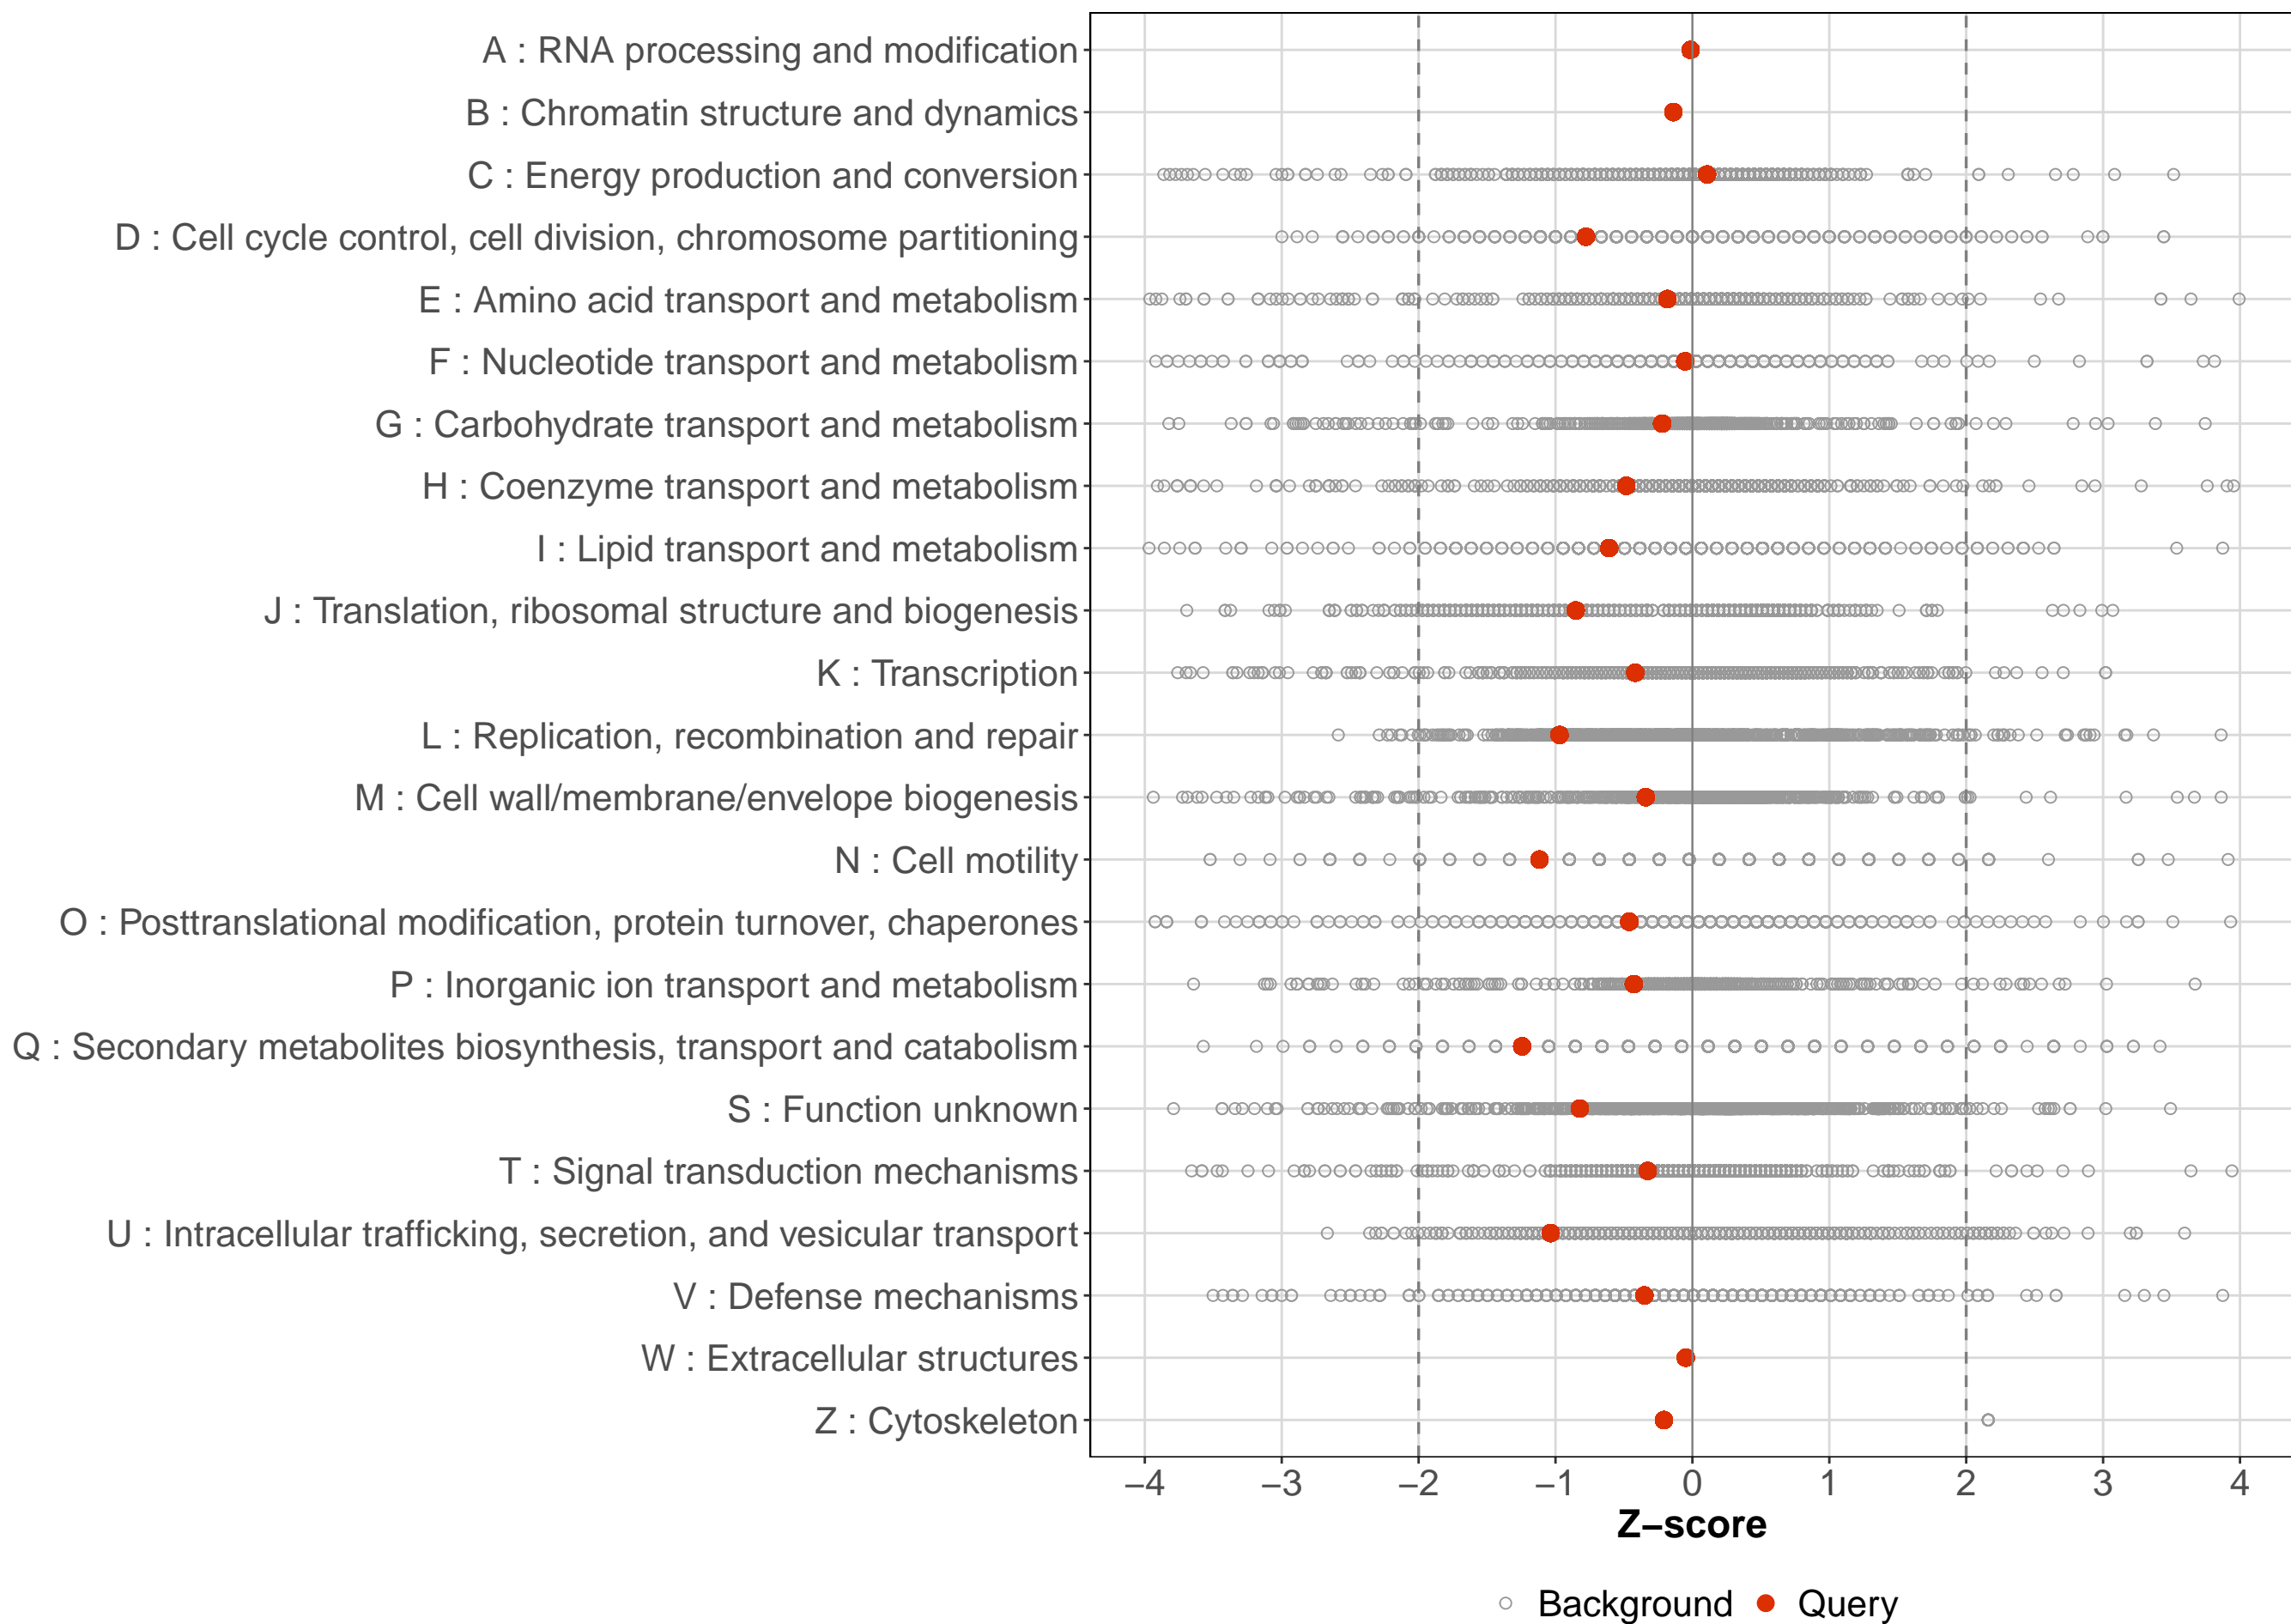 A : RNA processing and modification
B : Chromatin structure and dynamics
C : Energy production and conversion
D : Cell cycle control, cell division, chromosome partitioning
E : Amino acid transport and metabolism
F : Nucleotide transport and metabolism
G : Carbohydrate transport and metabolism
H : Coenzyme transport and metabolism
I : Lipid transport and metabolism
J : Translation, ribosomal structure and biogenesis
K : Transcription
L : Replication, recombination and repair
M : Cell wall/membrane/envelope biogenesis
N : Cell motility
O : Posttranslational modification, protein turnover, chaperones
P : Inorganic ion transport and metabolism
Q : Secondary metabolites biosynthesis, transport and catabolism
S : Function unknown
T : Signal transduction mechanisms
U : Intracellular trafficking, secretion, and vesicular transport
V : Defense mechanisms
W : Extracellular structures
Z : Cytoskeleton
−4 −3 −2 −1 0 1 2 3 4
Z−score
Background Query